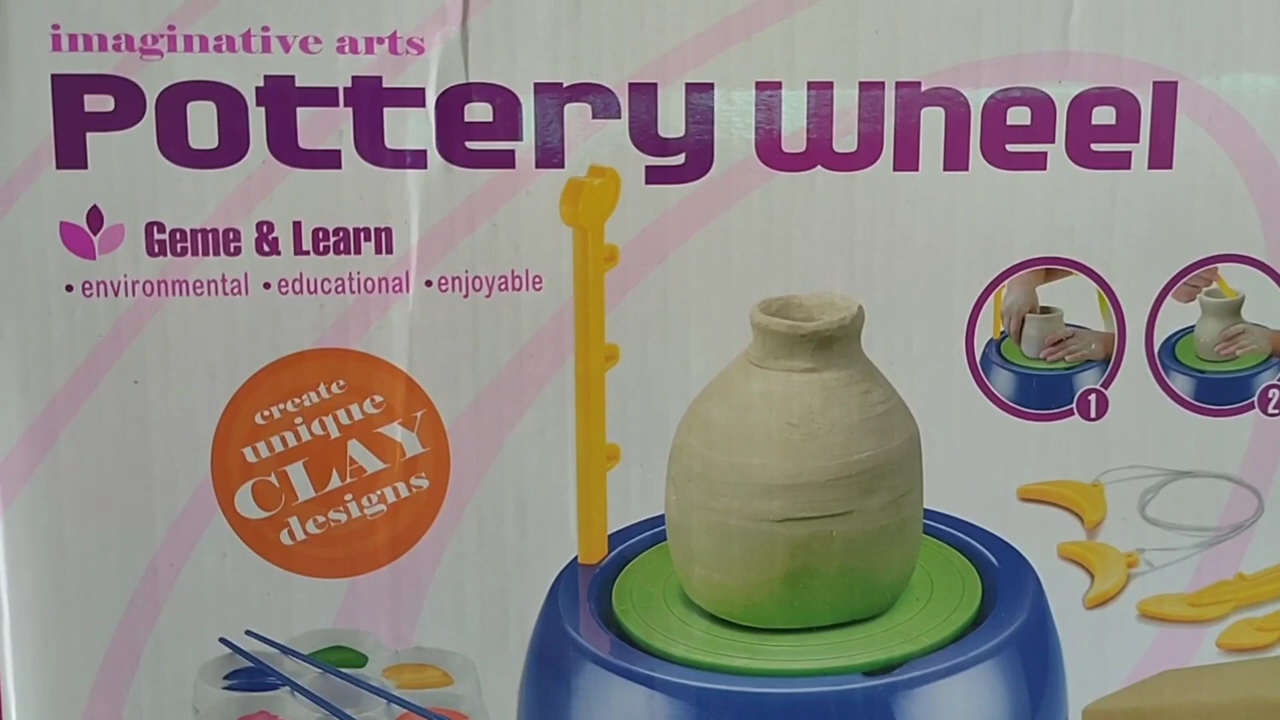 imaginative arts
Pottery wheel
Geme & Learn
•environmental •educational •enjoyable
create
unique
CLAY
designs
1
2